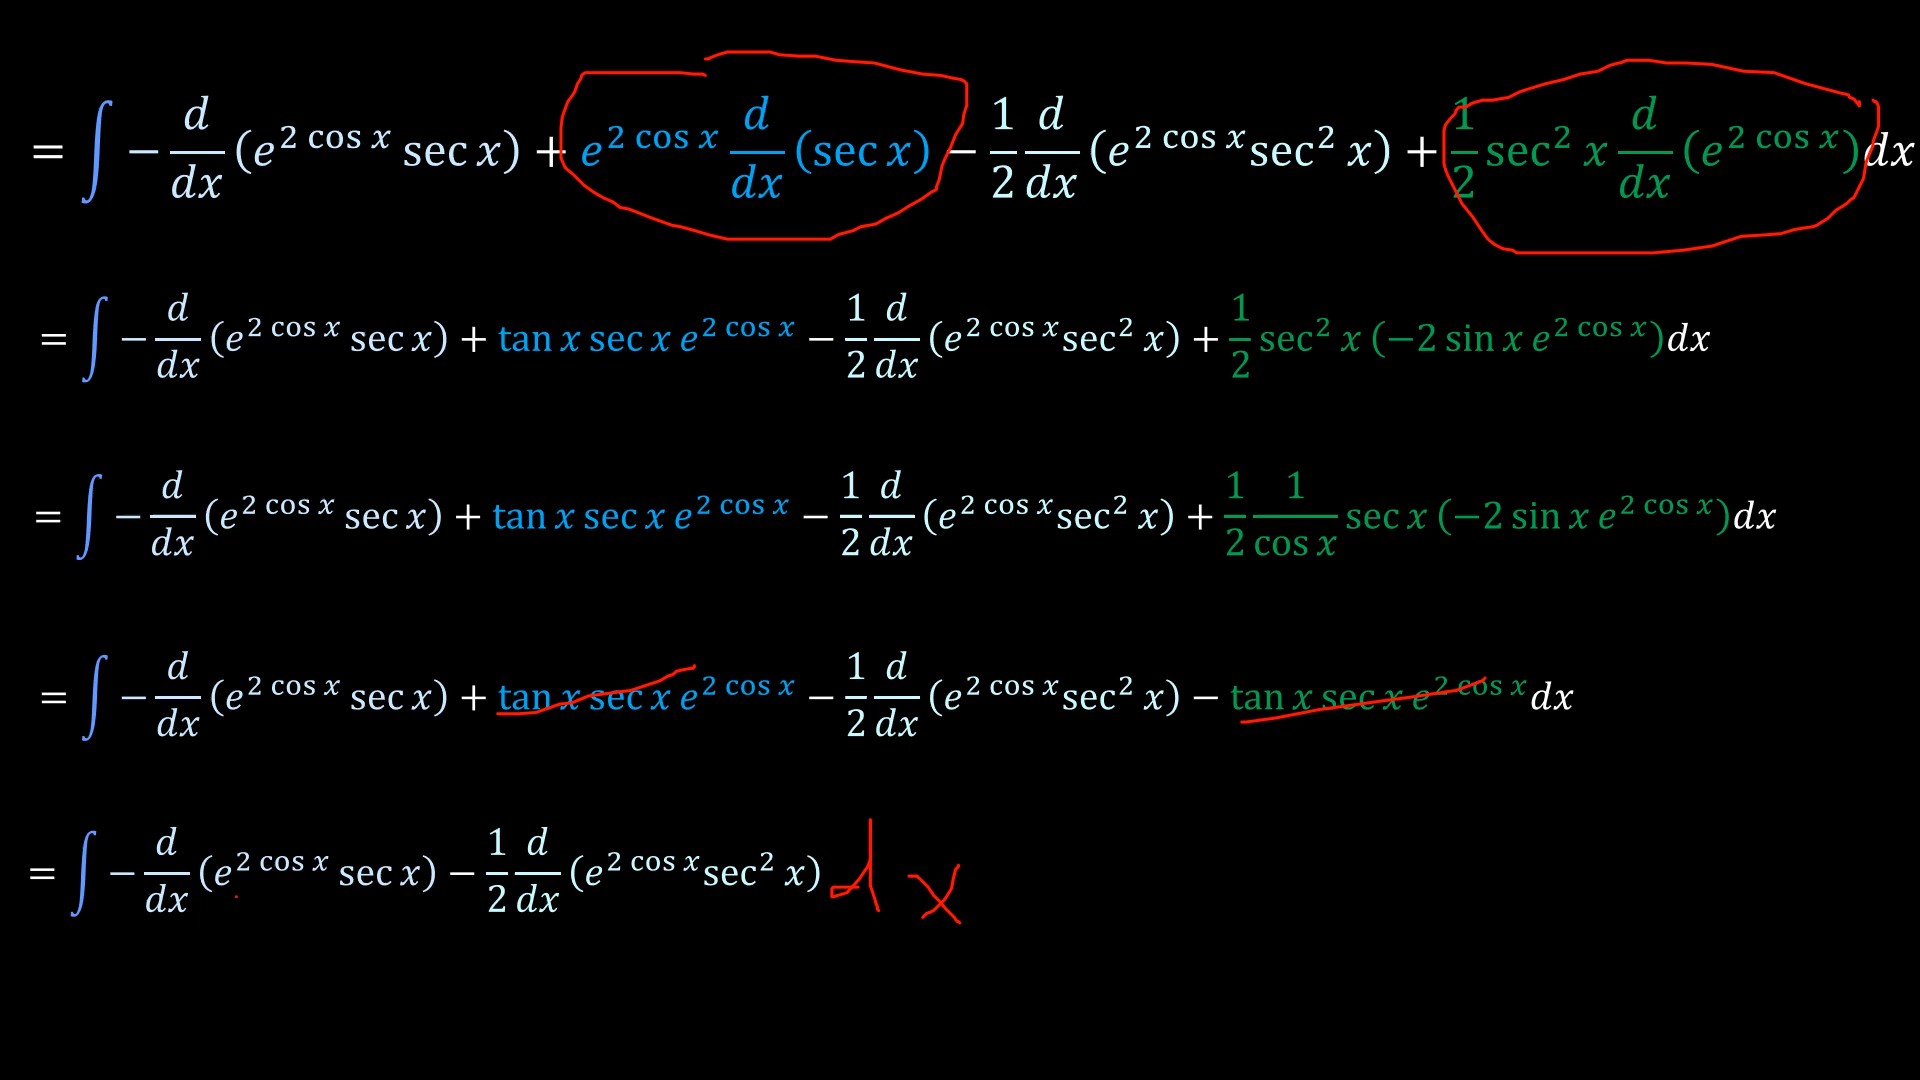 = ∫ − d/dx (e^{2 cos x} sec x) + e^{2 cos x} d/dx (sec x) − 1/2 d/dx (e^{2 cos x} sec² x) + 1/2 sec² x d/dx (e^{2 cos x}) dx
= ∫ − d/dx (e^{2 cos x} sec x) + tan x sec x e^{2 cos x} − 1/2 d/dx (e^{2 cos x} sec² x) + 1/2 sec² x (−2 sin x e^{2 cos x}) dx
= ∫ − d/dx (e^{2 cos x} sec x) + tan x sec x e^{2 cos x} − 1/2 d/dx (e^{2 cos x} sec² x) + 1/2 1/cos x sec x (−2 sin x e^{2 cos x}) dx
= ∫ − d/dx (e^{2 cos x} sec x) + tan x sec x e^{2 cos x} − 1/2 d/dx (e^{2 cos x} sec² x) − tan x sec x e^{2 cos x} dx
= ∫ − d/dx (e^{2 cos x} sec x) − 1/2 d/dx (e^{2 cos x} sec² x) dx